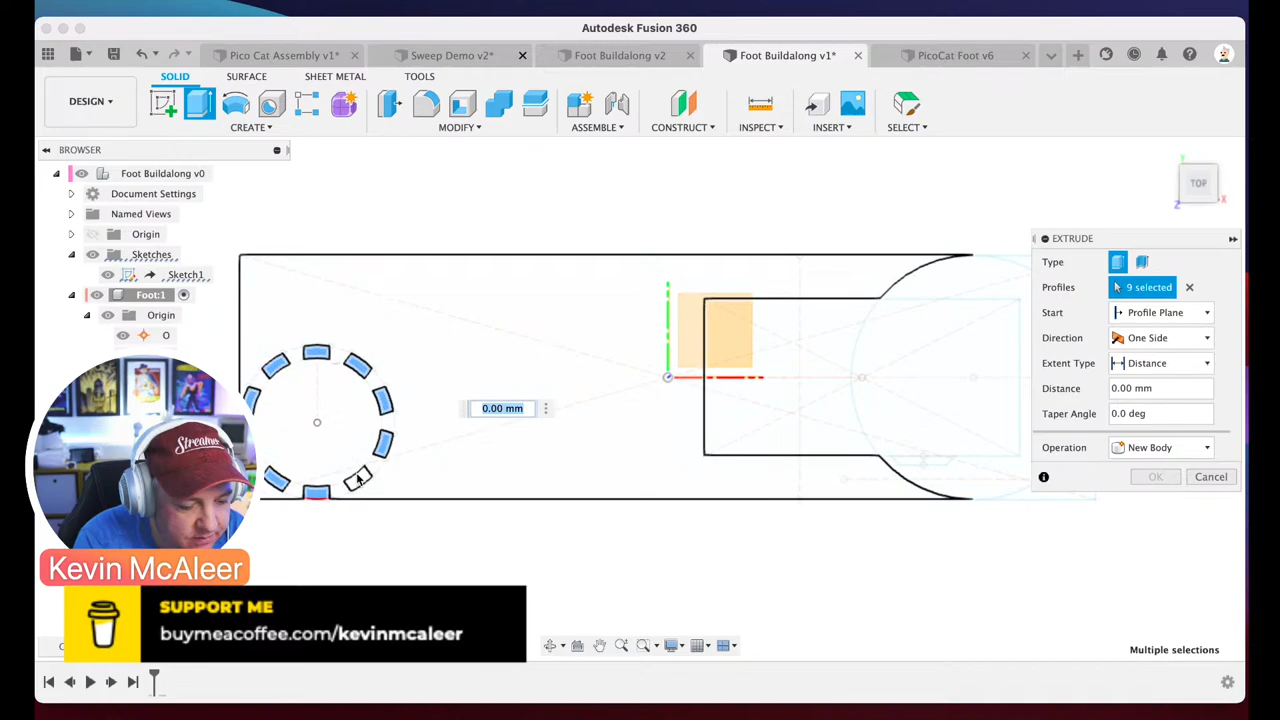 Autodesk Fusion 360
Pico Cat Assembly v1*
Sweep Demo v2*
Foot Buildalong v2
Foot Buildalong v1*
PicoCat Foot v6
SOLID
SURFACE
SHEET METAL
TOOLS
DESIGN
CREATE
MODIFY
ASSEMBLE
CONSTRUCT
INSPECT
INSERT
SELECT
BROWSER
Foot Buildalong v0
Document Settings
Named Views
Origin
Sketches
Sketch1
Foot:1
Origin
O
TOP
X
Z
Y
0.00 mm
EXTRUDE
Type
Profiles
9 selected
Start
Profile Plane
Direction
One Side
Extent Type
Distance
Distance
0.00 mm
Taper Angle
0.0 deg
Operation
New Body
OK
Cancel
Streams
Kevin McAleer
SUPPORT ME
buymeacoffee.com/kevinmcaleer
Multiple selections